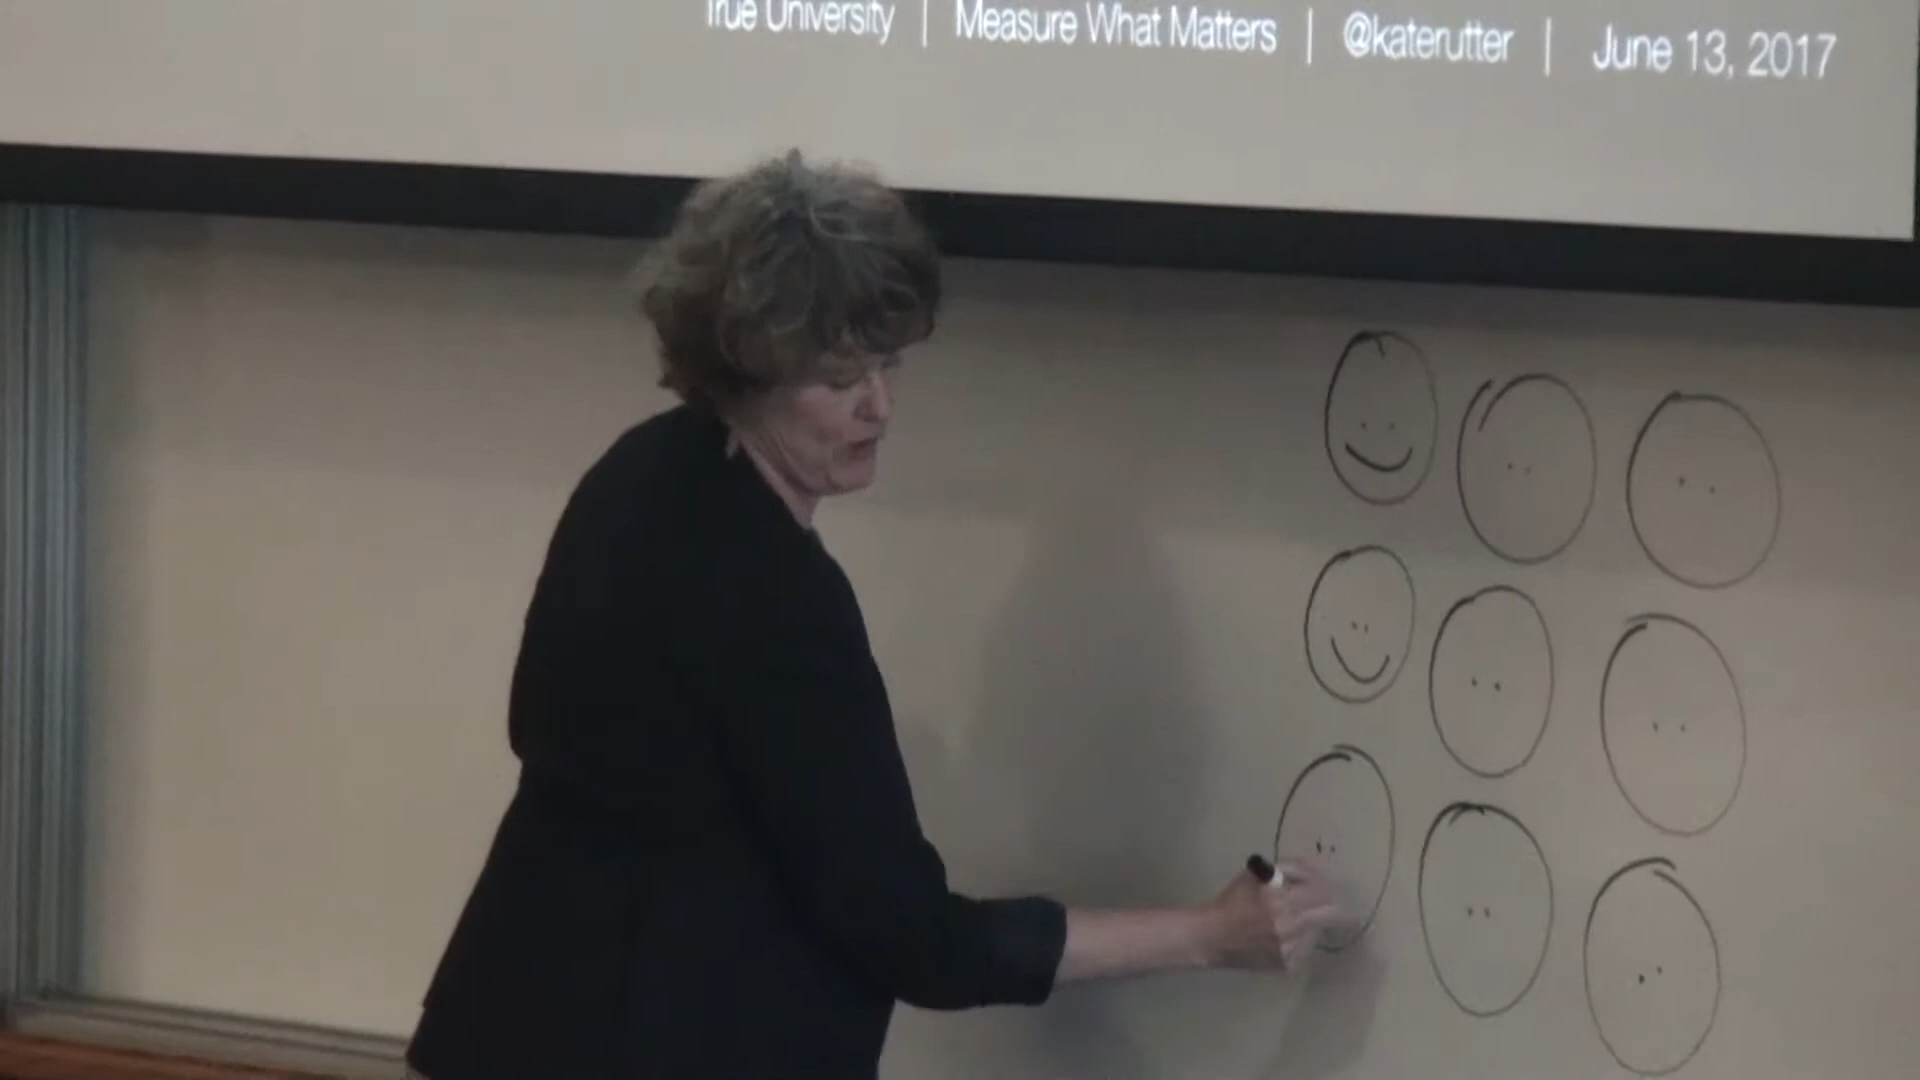 True University | Measure What Matters | @katerutter | June 13, 2017